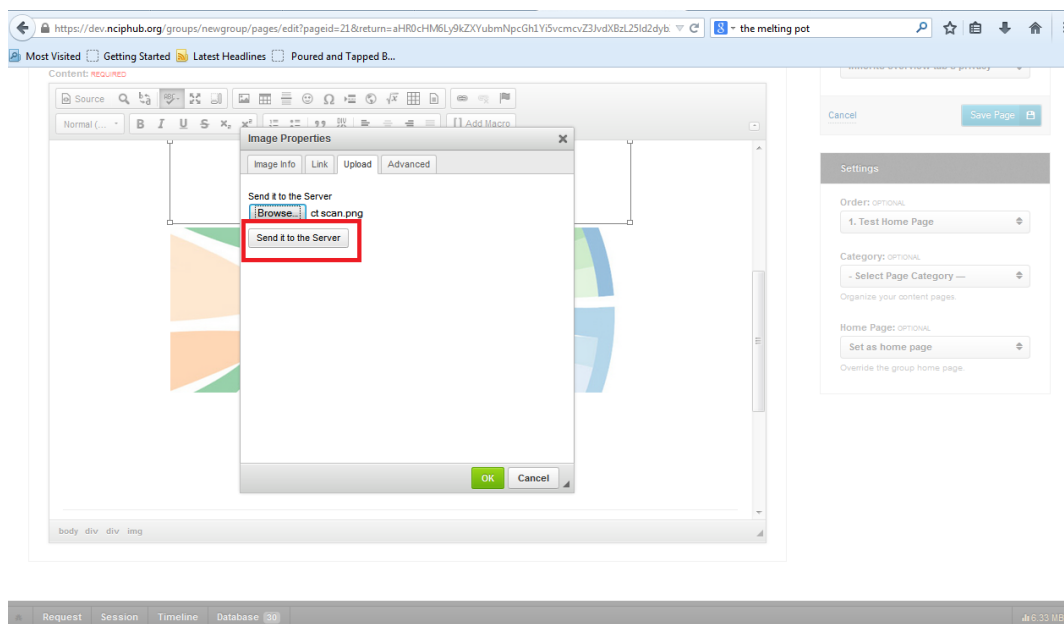 https://dev.nciphub.org/groups/newgroup/pages/edit?pageid=21&return=aHR0cHM6Ly9kZXYubmNpcGh1Yi5vcmcvZ3JvdXBzL25ld2dyb
the melting pot
Most Visited Getting Started Latest Headlines Poured and Tapped B...
Content: REQUIRED
Source
Normal (...
B I U S x₂ x²
Add Macro
Cancel Save Page
Image Properties
Image Info Link Upload Advanced
Send it to the Server
Browse... ct scan.png
Send it to the Server
OK Cancel
body div div img
Settings
Order: OPTIONAL
1. Test Home Page
Category: OPTIONAL
- Select Page Category —
Organize your content pages.
Home Page: OPTIONAL
Set as home page
Override the group home page.
Request Session Timeline Database 30
6.33 MB